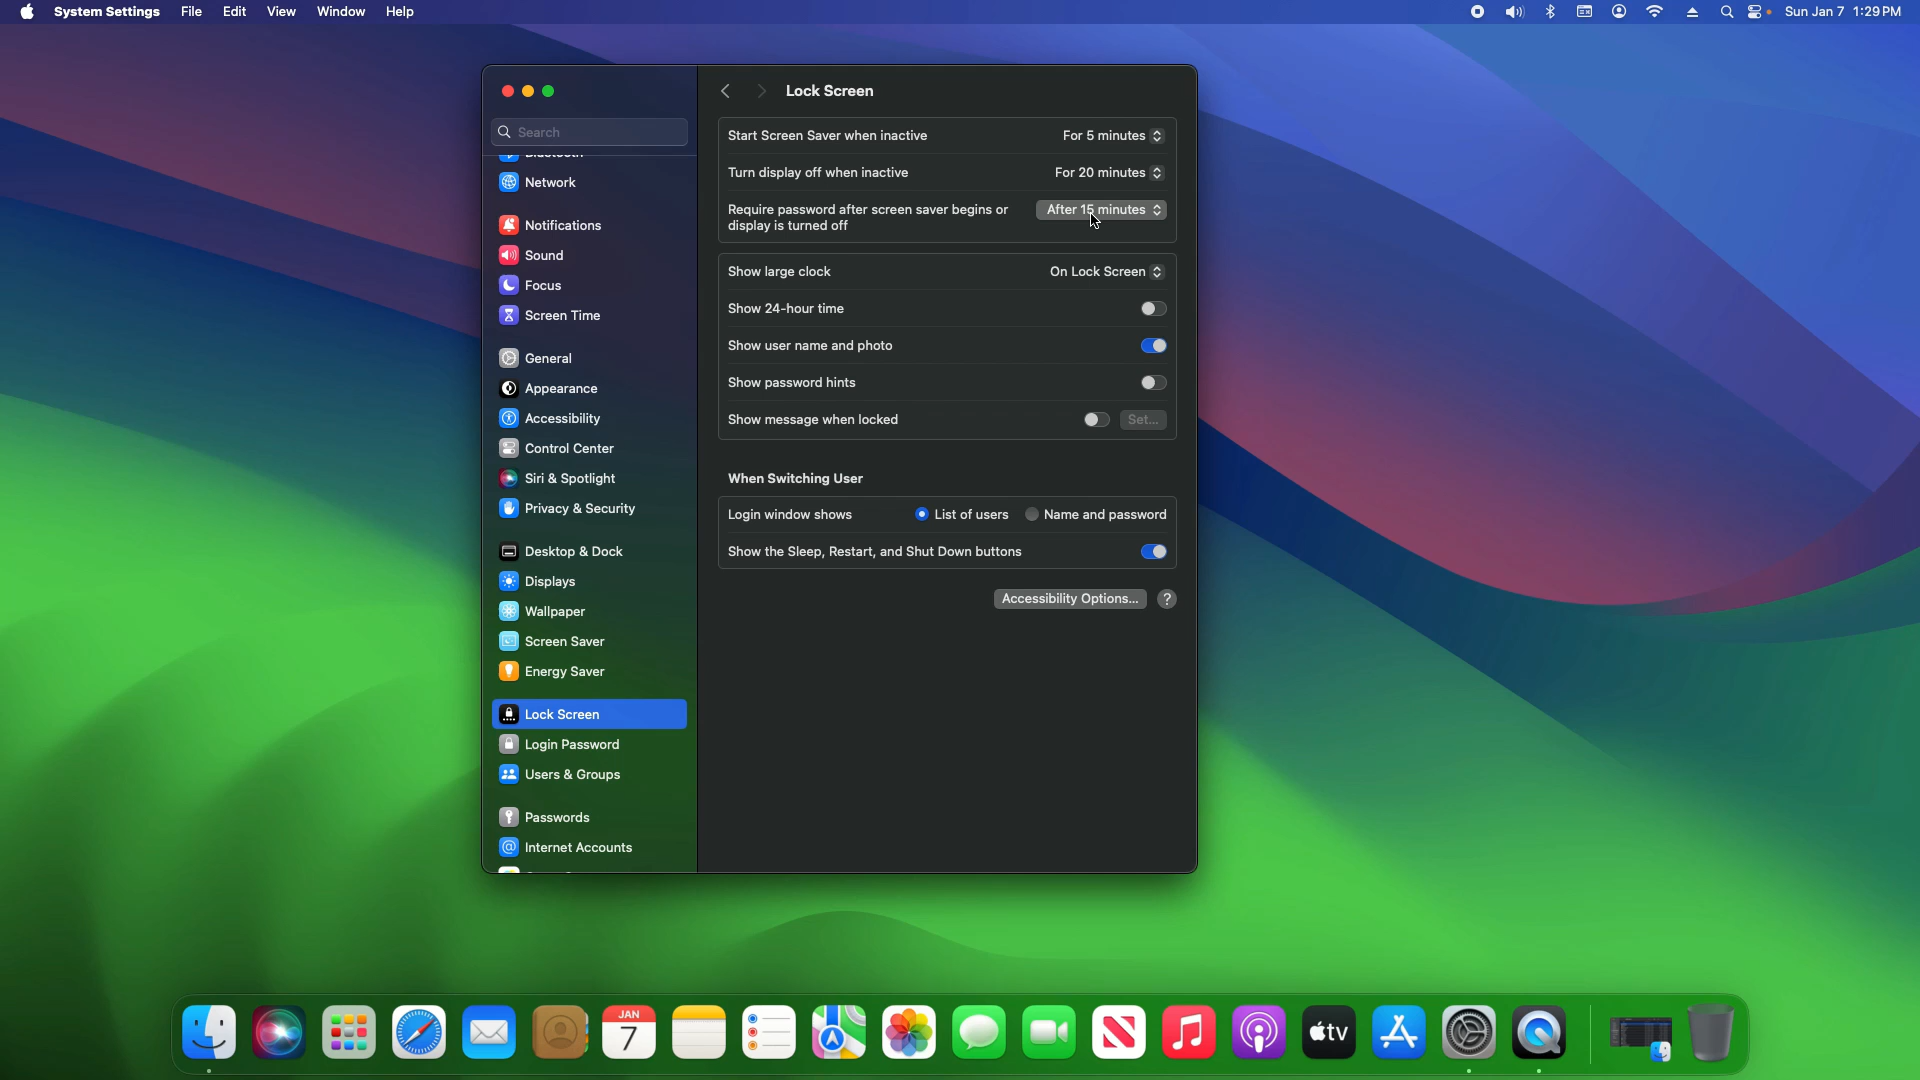 System Settings File Edit View Window Help
Sun Jan 7 1:29 PM
Lock Screen
Search
Network
Notifications
Sound
Focus
Screen Time
General
Appearance
Accessibility
Control Center
Siri & Spotlight
Privacy & Security
Desktop & Dock
Displays
Wallpaper
Screen Saver
Energy Saver
Lock Screen
Login Password
Users & Groups
Passwords
Internet Accounts
Start Screen Saver when inactive For 5 minutes
Turn display off when inactive For 20 minutes
Require password after screen saver begins or After 15 minutes
display is turned off
Show large clock On Lock Screen
Show 24-hour time
Show user name and photo
Show password hints
Show message when locked Set...
When Switching User
Login window shows List of users Name and password
Show the Sleep, Restart, and Shut Down buttons
Accessibility Options... ?
JAN
7
tv